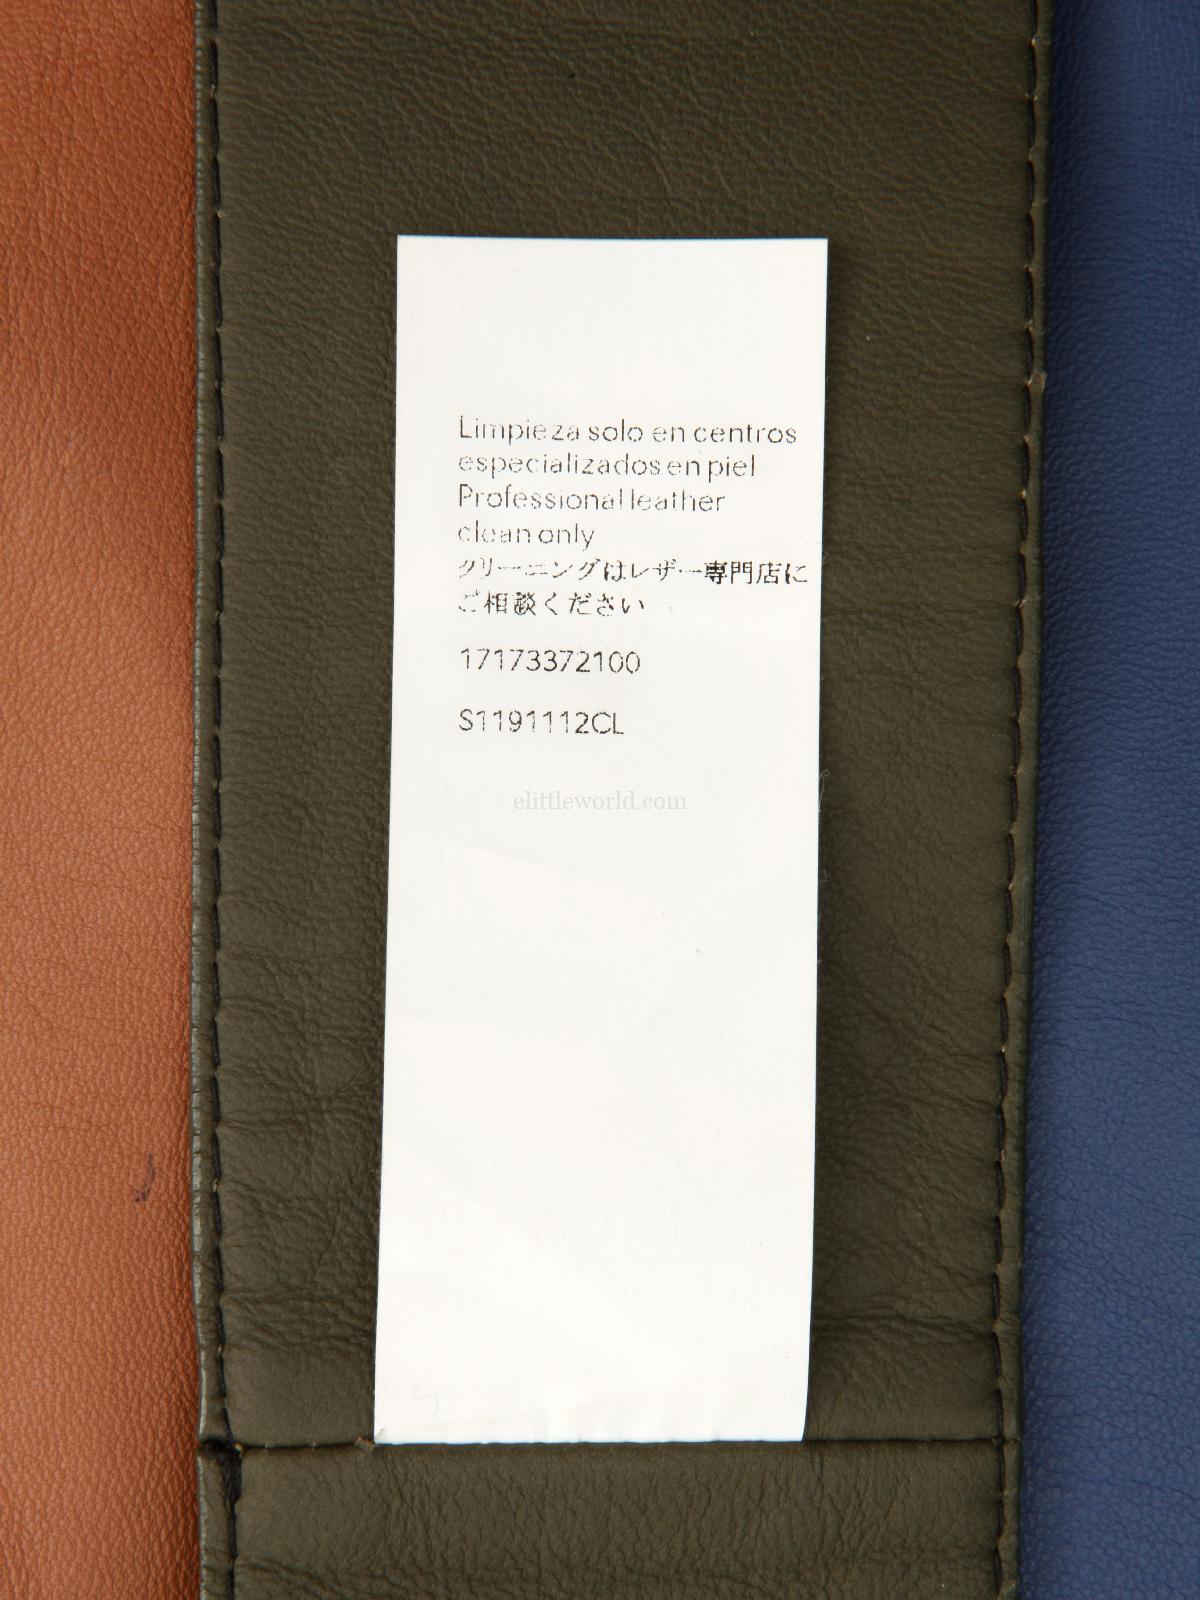 Limpieza solo en centros
especializados en piel
Professional leather
clean only
クリーニングはレザー専門店に
ご相談ください
17173372100
S1191112CL
elittleworld.com